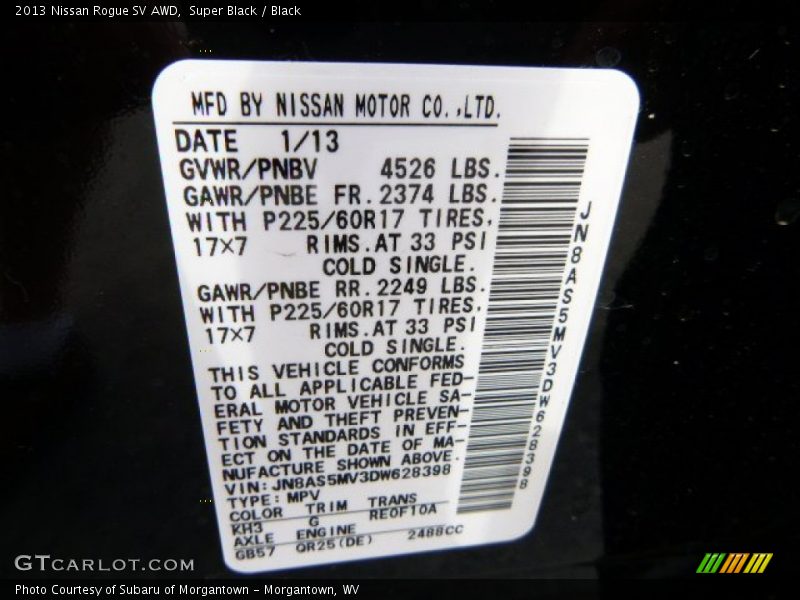 2013 Nissan Rogue SV AWD, Super Black / Black
MFD BY NISSAN MOTOR CO.,LTD.
DATE 1/13
GVWR/PNBV 4526 LBS.
GAWR/PNBE FR. 2374 LBS.
WITH P225/60R17 TIRES,
17×7 RIMS.AT 33 PSI
COLD SINGLE.
GAWR/PNBE RR. 2249 LBS.
WITH P225/60R17 TIRES,
17×7 RIMS.AT 33 PSI
COLD SINGLE.
THIS VEHICLE CONFORMS
TO ALL APPLICABLE FED-
ERAL MOTOR VEHICLE SA-
FETY AND THEFT PREVEN-
TION STANDARDS IN EFF-
ECT ON THE DATE OF MA-
NUFACTURE SHOWN ABOVE.
VIN:JN8AS5MV3DW628398
TYPE:MPV
COLOR TRIM TRANS
KH3 G RE0F10A
AXLE ENGINE
GB57 QR25(DE) 2488CC
JN8AS5MV3DW628398
GTCARLOT.COM
Photo Courtesy of Subaru of Morgantown - Morgantown, WV